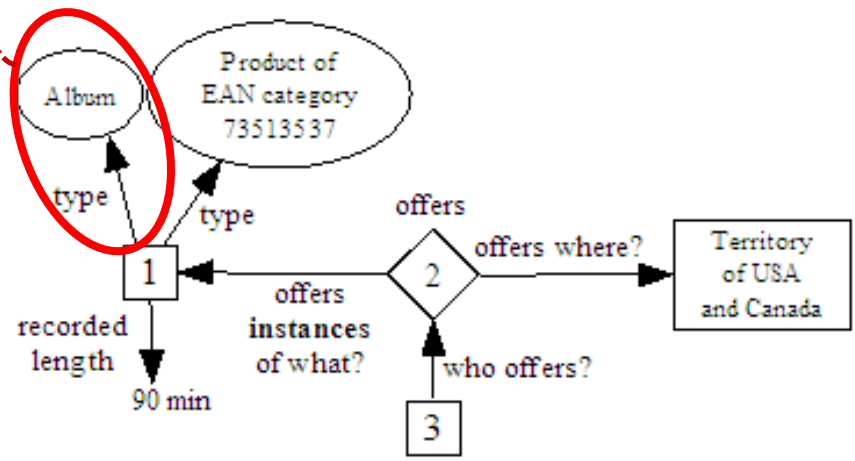 Album
Product of
EAN category
73513537
type
type
offers
offers where?
Territory
of USA
and Canada
1
2
offers
instances
of what?
recorded
length
90 min
who offers?
3